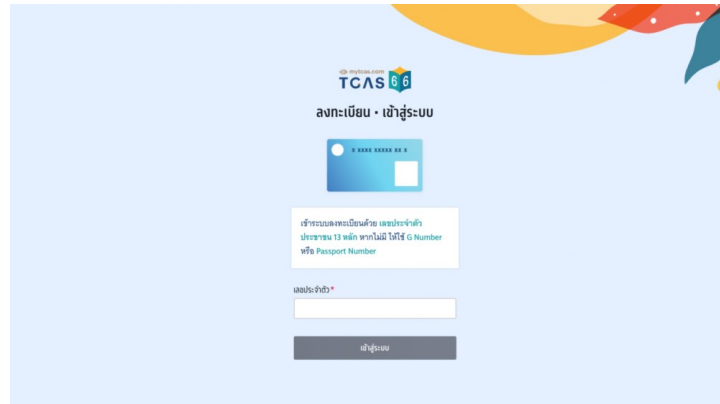 mytcas.com
TCAS 66
ลงทะเบียน • เข้าสู่ระบบ
X XXXX XXXXX XX X
เข้าระบบลงทะเบียนด้วย เลขประจำตัว
ประชาชน 13 หลัก หากไม่มี ให้ใช้ G Number
หรือ Passport Number
เลขประจำตัว*
เข้าสู่ระบบ